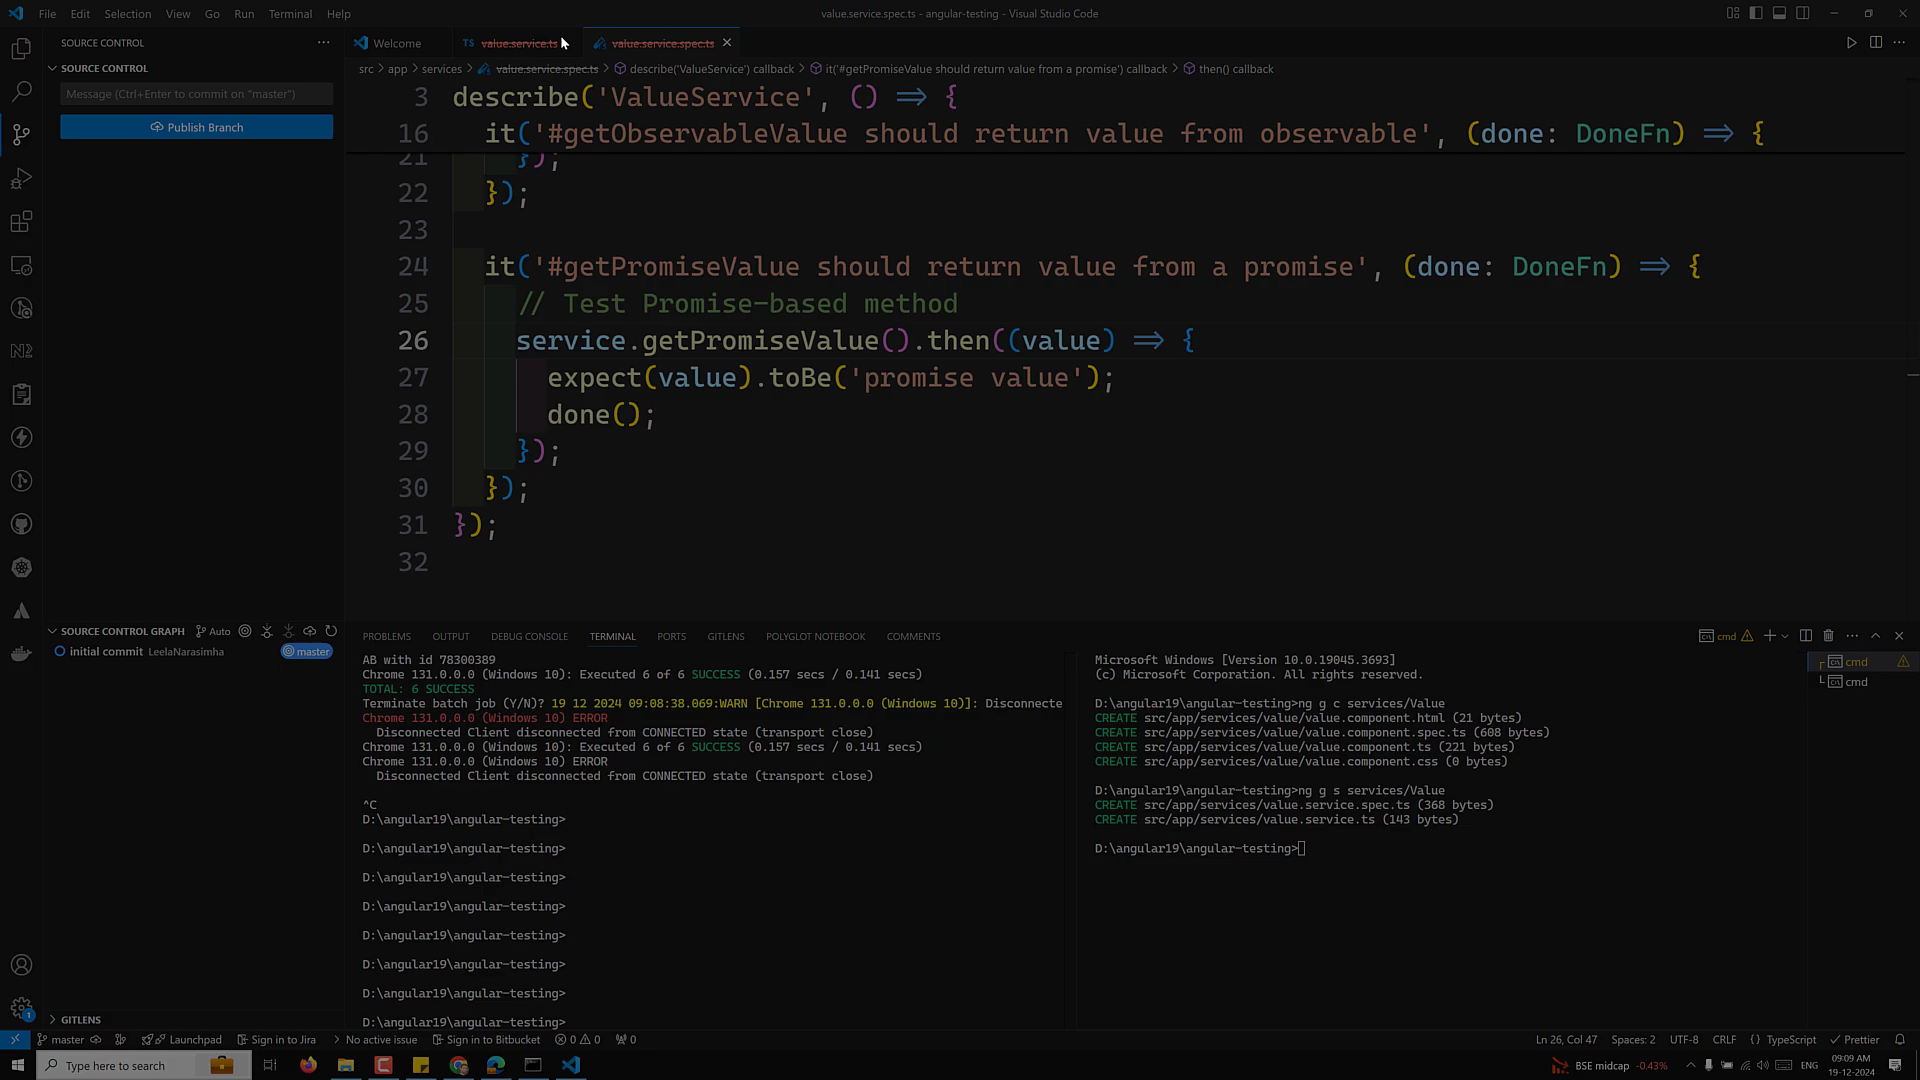 File Edit Selection View Go Run Terminal Help
value.service.spec.ts - angular-testing - Visual Studio Code
SOURCE CONTROL
Welcome
TS value.service.ts
value.service.spec.ts
src > app > services > value.service.spec.ts > describe('ValueService') callback > it('#getPromiseValue should return value from a promise') callback > then() callback
SOURCE CONTROL
Message (Ctrl+Enter to commit on "master")
Publish Branch
3 describe('ValueService', () => {
16 it('#getObservableValue should return value from observable', (done: DoneFn) => {
21 });
22 });
23
24 it('#getPromiseValue should return value from a promise', (done: DoneFn) => {
25 // Test Promise-based method
26 service.getPromiseValue().then((value) => {
27 expect(value).toBe('promise value');
28 done();
29 });
30 });
31 });
32
SOURCE CONTROL GRAPH Auto
initial commit LeelaNarasimha master
PROBLEMS OUTPUT DEBUG CONSOLE TERMINAL PORTS GITLENS POLYGLOT NOTEBOOK COMMENTS
cmd
AB with id 78300389
Chrome 131.0.0.0 (Windows 10): Executed 6 of 6 SUCCESS (0.157 secs / 0.141 secs)
TOTAL: 6 SUCCESS
Terminate batch job (Y/N)? 19 12 2024 09:08:38.069:WARN [Chrome 131.0.0.0 (Windows 10)]: Disconnecte
Chrome 131.0.0.0 (Windows 10) ERROR
Disconnected Client disconnected from CONNECTED state (transport close)
Chrome 131.0.0.0 (Windows 10): Executed 6 of 6 SUCCESS (0.157 secs / 0.141 secs)
Chrome 131.0.0.0 (Windows 10) ERROR
Disconnected Client disconnected from CONNECTED state (transport close)
^C
D:\angular19\angular-testing>
D:\angular19\angular-testing>
D:\angular19\angular-testing>
D:\angular19\angular-testing>
D:\angular19\angular-testing>
D:\angular19\angular-testing>
D:\angular19\angular-testing>
D:\angular19\angular-testing>
Microsoft Windows [Version 10.0.19045.3693]
(c) Microsoft Corporation. All rights reserved.
D:\angular19\angular-testing>ng g c services/Value
CREATE src/app/services/value/value.component.html (21 bytes)
CREATE src/app/services/value/value.component.spec.ts (608 bytes)
CREATE src/app/services/value/value.component.ts (221 bytes)
CREATE src/app/services/value/value.component.css (0 bytes)
D:\angular19\angular-testing>ng g s services/Value
CREATE src/app/services/value.service.spec.ts (368 bytes)
CREATE src/app/services/value.service.ts (143 bytes)
D:\angular19\angular-testing>
cmd
cmd
N2
1
GITLENS
master Launchpad Sign in to Jira No active issue Sign in to Bitbucket 0 0 0
Ln 26, Col 47 Spaces: 2 UTF-8 CRLF {} TypeScript Prettier
Type here to search
BSE midcap -0.43%
ENG
09:09 AM
19-12-2024